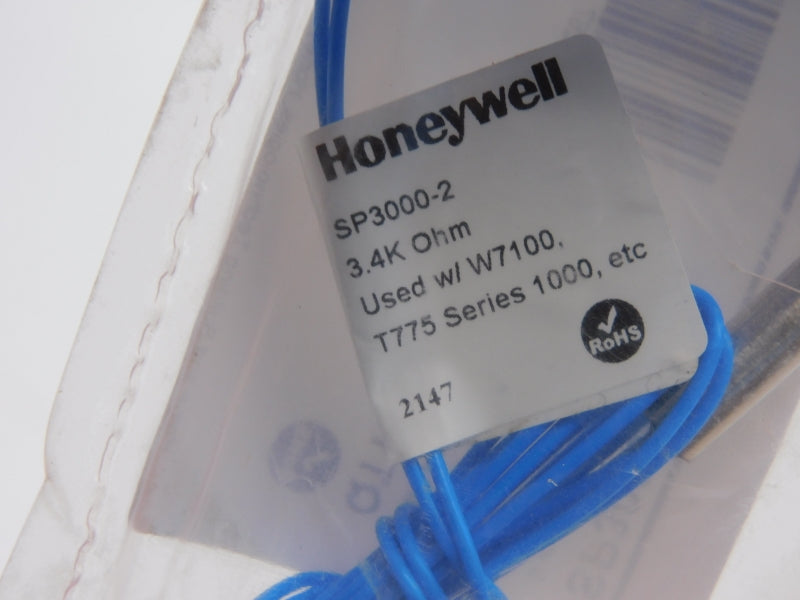 Honeywell
SP3000-2
3.4K Ohm
Used w/ W7100,
T775 Series 1000, etc
RoHS
2147